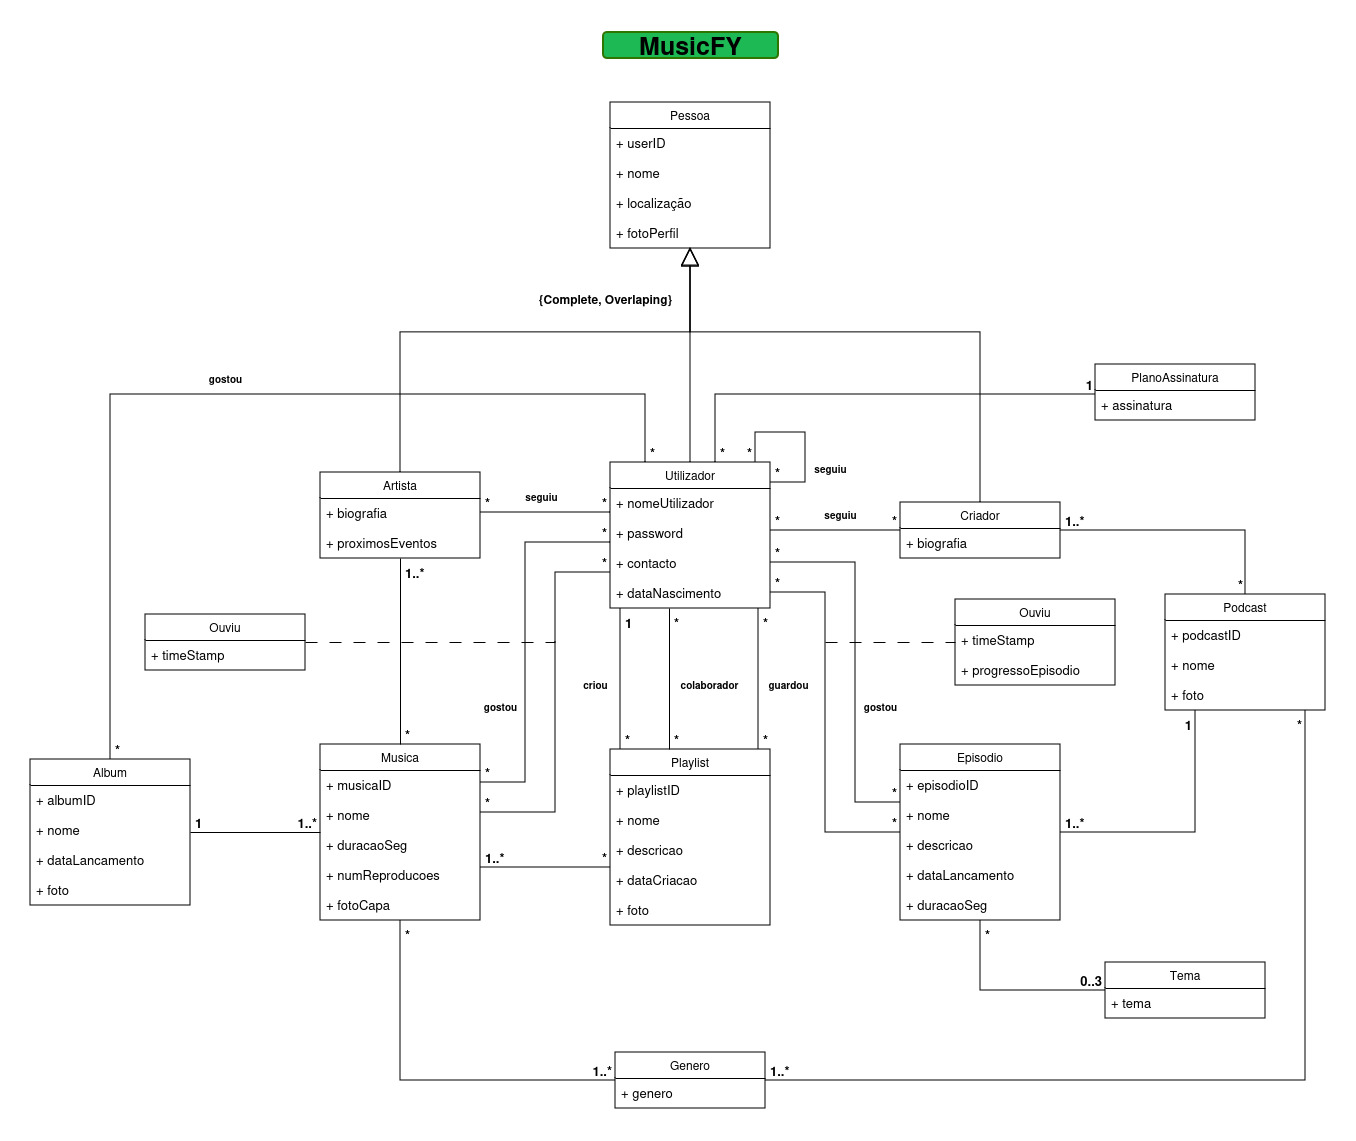 MusicFY
Pessoa
+ userID
+ nome
+ localização
+ fotoPerfil
{Complete, Overlaping}
gostou
1
PlanoAssinatura
+ assinatura
*
*
*
*
seguiu
Utilizador
+ nomeUtilizador
+ password
+ contacto
+ dataNascimento
Artista
+ biografia
+ proximosEventos
*
seguiu
*
*
*
*
seguiu
*
*
*
Criador
+ biografia
1..*
*
1..*
Ouviu
+ timeStamp
Ouviu
+ timeStamp
+ progressoEpisodio
Podcast
+ podcastID
+ nome
+ foto
1
*
*
criou
colaborador
guardou
gostou
gostou
1
*
*
*
*
*
*
Album
+ albumID
+ nome
+ dataLancamento
+ foto
1
1..*
Musica
+ musicaID
+ nome
+ duracaoSeg
+ numReproducoes
+ fotoCapa
*
*
1..*
*
Playlist
+ playlistID
+ nome
+ descricao
+ dataCriacao
+ foto
*
*
Episodio
+ episodioID
+ nome
+ descricao
+ dataLancamento
+ duracaoSeg
1..*
*
*
0..3
Tema
+ tema
1..*
Genero
+ genero
1..*